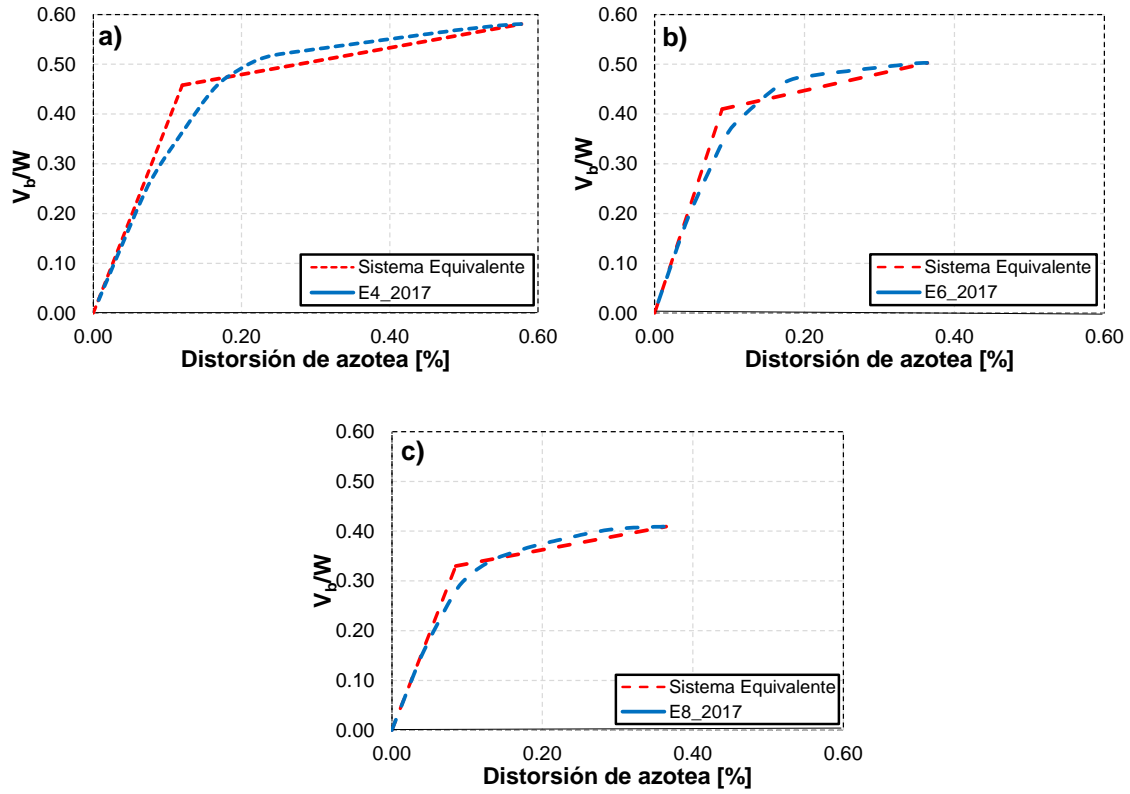 a)
0.60
0.50
0.40
0.30
0.20
0.10
0.00
V_b/W
Sistema Equivalente
E4_2017
0.00 0.20 0.40 0.60
Distorsión de azotea [%]
b)
0.60
0.50
0.40
0.30
0.20
0.10
0.00
V_b/W
Sistema Equivalente
E6_2017
0.00 0.20 0.40 0.60
Distorsión de azotea [%]
c)
0.60
0.50
0.40
0.30
0.20
0.10
0.00
V_b/W
Sistema Equivalente
E8_2017
0.00 0.20 0.40 0.60
Distorsión de azotea [%]